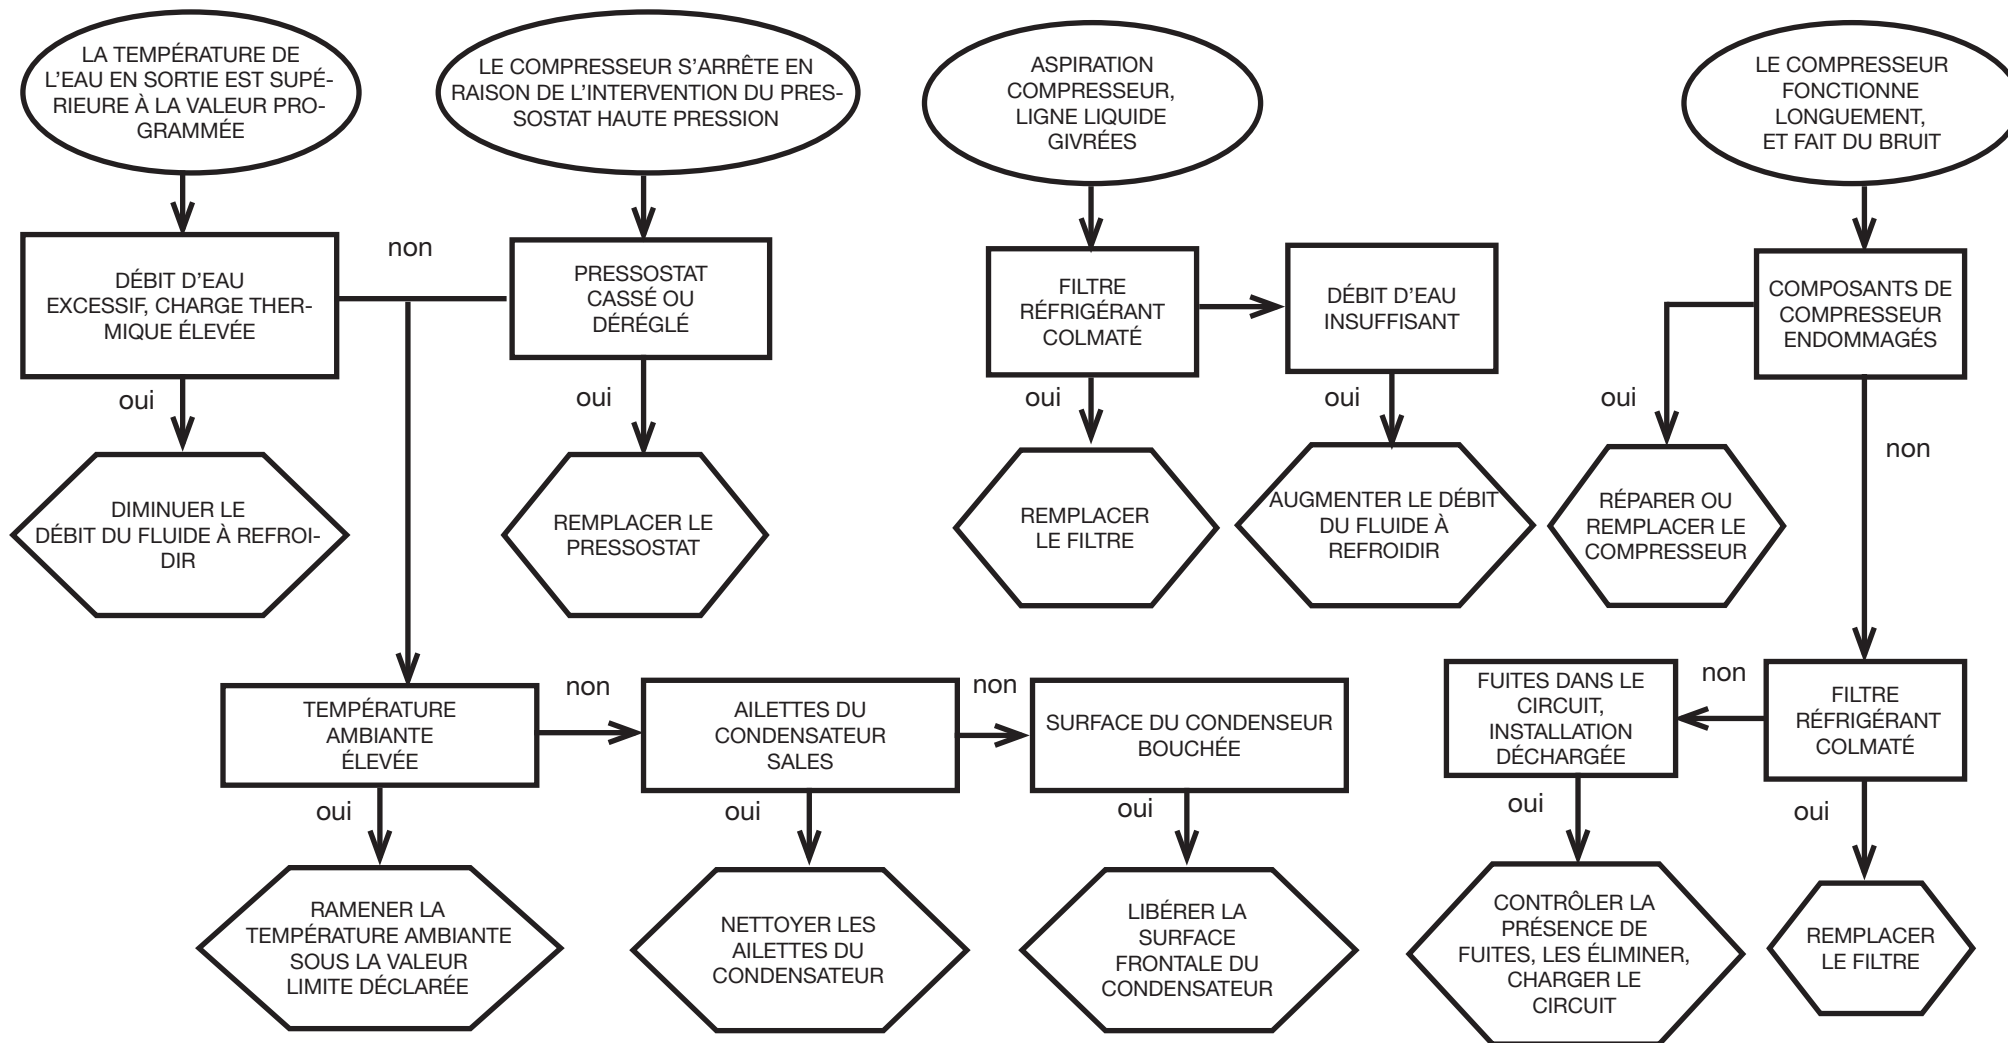 LA TEMPÉRATURE DE
L'EAU EN SORTIE EST SUPÉ-
RIEURE À LA VALEUR PRO-
GRAMMÉE
LE COMPRESSEUR S'ARRÊTE EN
RAISON DE L'INTERVENTION DU PRES-
SOSTAT HAUTE PRESSION
ASPIRATION
COMPRESSEUR,
LIGNE LIQUIDE
GIVRÉES
LE COMPRESSEUR
FONCTIONNE
LONGUEMENT,
ET FAIT DU BRUIT
DÉBIT D'EAU
EXCESSIF, CHARGE THER-
MIQUE ÉLEVÉE
non
PRESSOSTAT
CASSÉ OU
DÉRÉGLÉ
FILTRE
RÉFRIGÉRANT
COLMATÉ
DÉBIT D'EAU
INSUFFISANT
COMPOSANTS DE
COMPRESSEUR
ENDOMMAGÉS
oui
oui
oui
oui
oui
non
DIMINUER LE
DÉBIT DU FLUIDE À REFROI-
DIR
REMPLACER LE
PRESSOSTAT
REMPLACER
LE FILTRE
AUGMENTER LE DÉBIT
DU FLUIDE À
REFROIDIR
RÉPARER OU
REMPLACER LE
COMPRESSEUR
TEMPÉRATURE
AMBIANTE
ÉLEVÉE
non
AILETTES DU
CONDENSATEUR
SALES
non
SURFACE DU CONDENSEUR
BOUCHÉE
FUITES DANS LE
CIRCUIT,
INSTALLATION
DÉCHARGÉE
non
FILTRE
RÉFRIGÉRANT
COLMATÉ
oui
oui
oui
oui
oui
RAMENER LA
TEMPÉRATURE AMBIANTE
SOUS LA VALEUR
LIMITE DÉCLARÉE
NETTOYER LES
AILETTES DU
CONDENSATEUR
LIBÉRER LA
SURFACE
FRONTALE DU
CONDENSATEUR
CONTRÔLER LA
PRÉSENCE DE
FUITES, LES ÉLIMINER,
CHARGER LE
CIRCUIT
REMPLACER
LE FILTRE